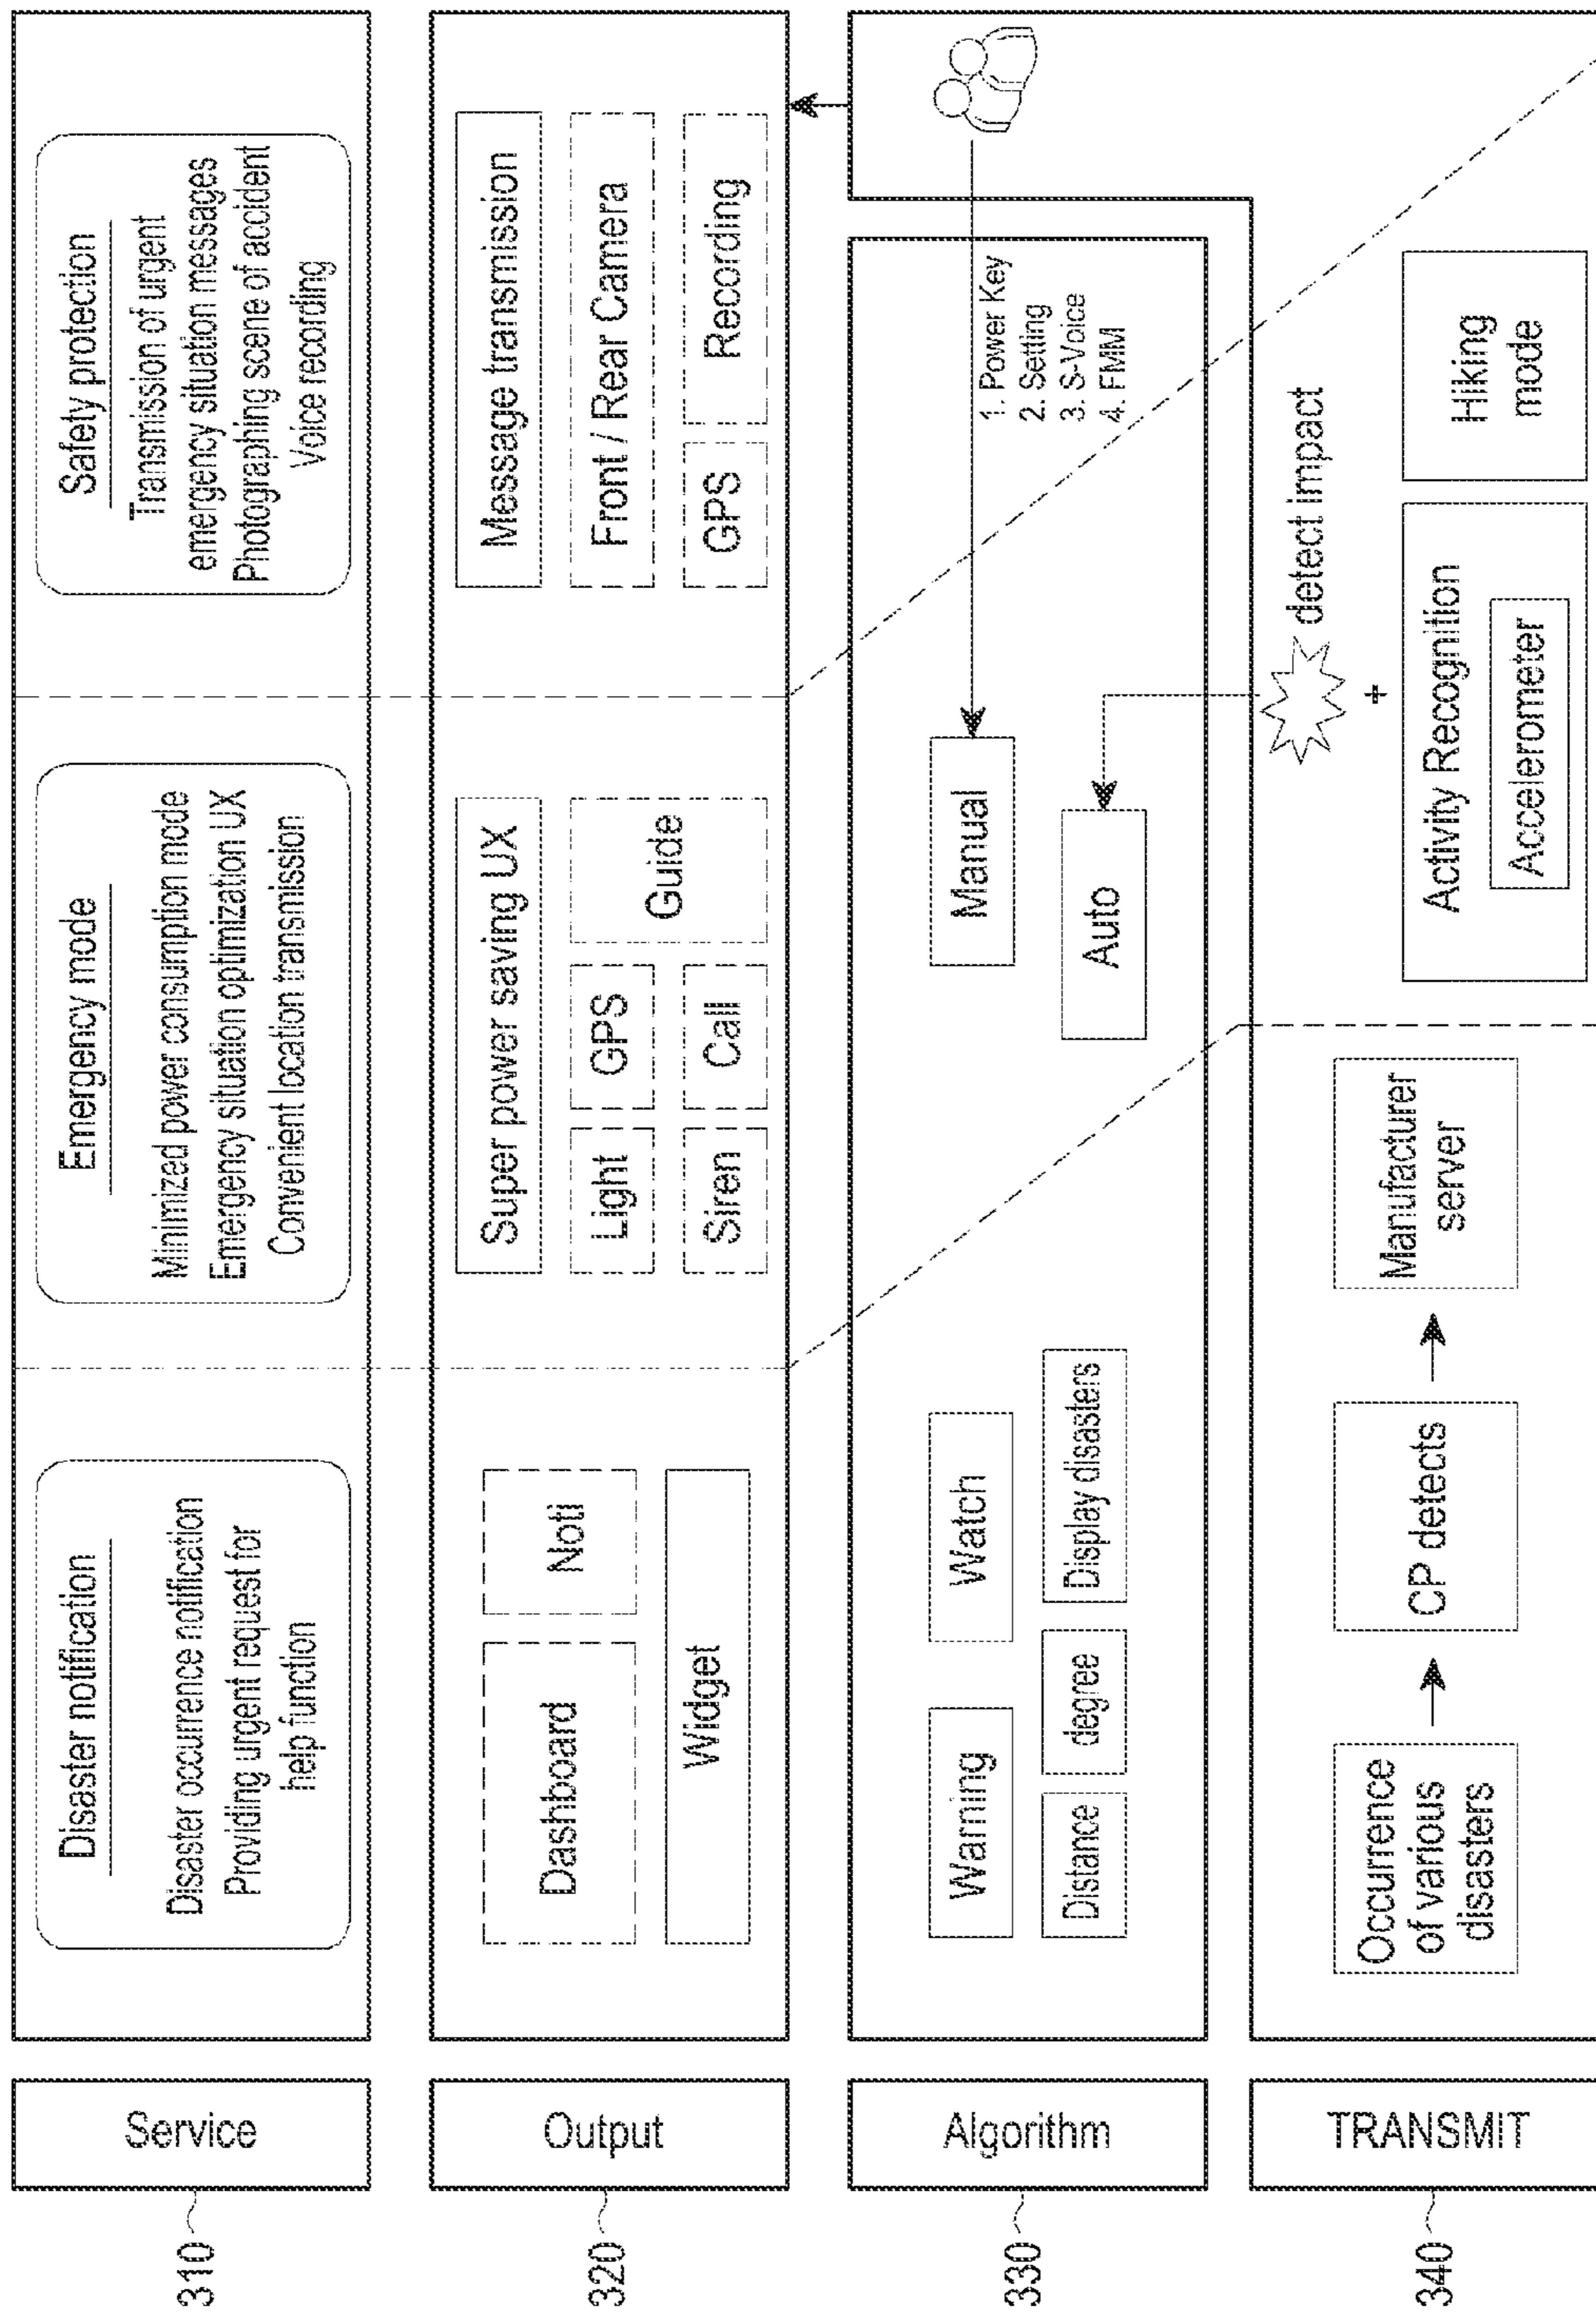 310
Service
Disaster notification
Disaster occurrence notification
Providing urgent request for
help function
Emergency mode
Minimized power consumption mode
Emergency situation optimization UX
Convenient location transmission
Safety protection
Transmission of urgent
emergency situation messages
Photographing scene of accident
Voice recording
320
Output
Dashboard
Noti
Widget
Super power saving UX
Light
GPS
Guide
Siren
Call
Message transmission
Front / Rear Camera
GPS
Recording
330
Algorithm
Warning
Watch
Distance
degree
Display disasters
Manual
Auto
1. Power Key
2. Setting
3. S-Voice
4. FMM
340
TRANSMIT
Occurrence
of various
disasters
CP detects
Manufacturer
server
detect impact
+
Activity Recognition
Accelerometer
Hiking
mode